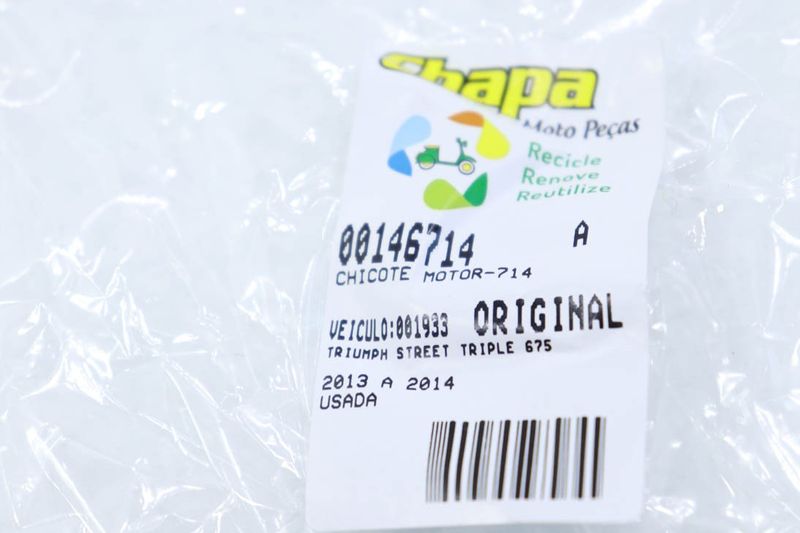 Chapa
Moto Peças
Recicle
Renove
Reutilize
00146714 A
CHICOTE MOTOR-714
VEICULO:001933 ORIGINAL
TRIUMPH STREET TRIPLE 675
2013 A 2014
USADA